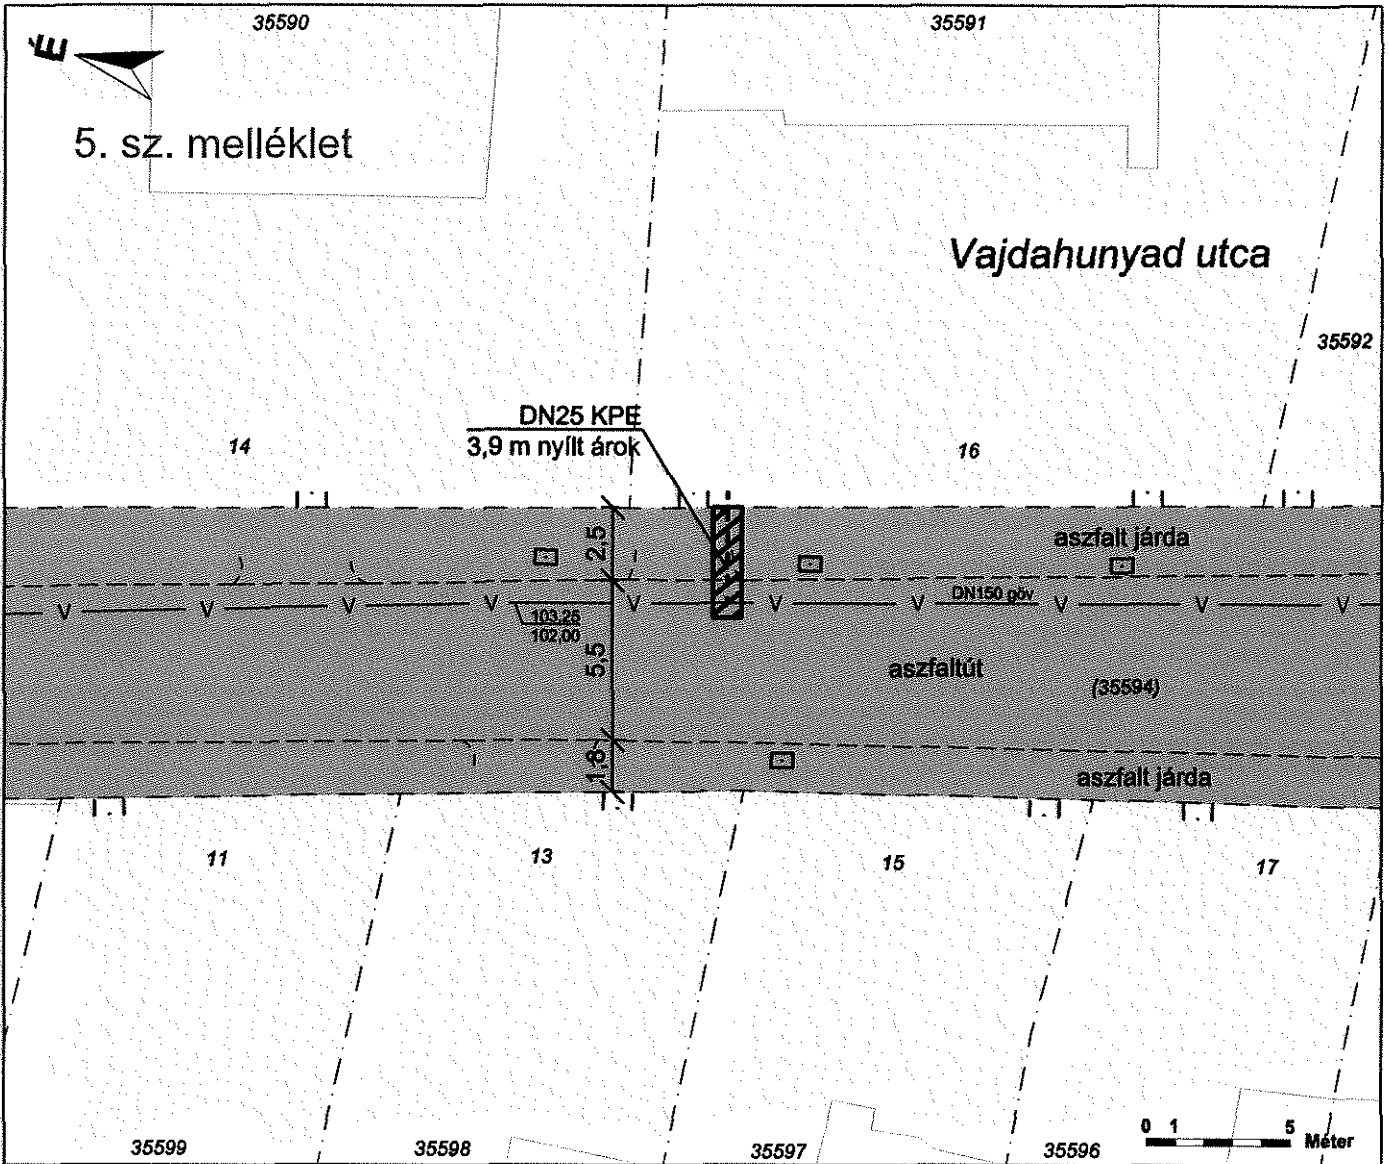 35590
35591
É
5. sz. melléklet
Vajdahunyad utca
35592
DN25 KPE
3,9 m nyílt árok
14
16
2,5
aszfalt járda
V V V V V V V V V V
DN150 göv
103.25
102.00
5,5
aszfaltút
(35594)
1,8
aszfalt járda
11
13
15
17
0 1 5 Méter
35599
35598
35597
35596